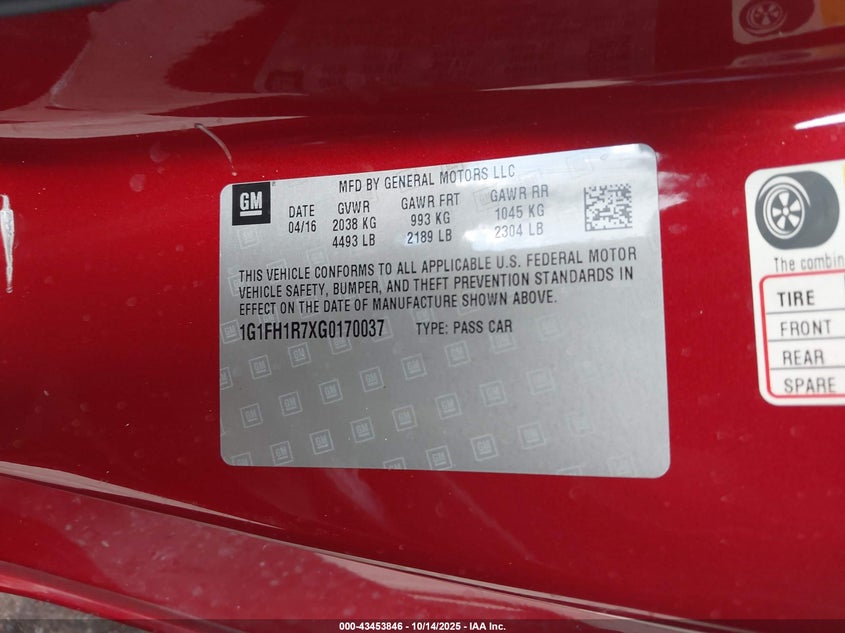 GM
MFD BY GENERAL MOTORS LLC
DATE GVWR GAWR FRT GAWR RR
04/16 2038 KG 993 KG 1045 KG
4493 LB 2189 LB 2304 LB
THIS VEHICLE CONFORMS TO ALL APPLICABLE U.S. FEDERAL MOTOR
VEHICLE SAFETY, BUMPER, AND THEFT PREVENTION STANDARDS IN
EFFECT ON THE DATE OF MANUFACTURE SHOWN ABOVE.
1G1FH1R7XG0170037 TYPE: PASS CAR
The combin
TIRE
FRONT
REAR
SPARE
000-43453846 - 10/14/2025 - IAA Inc.